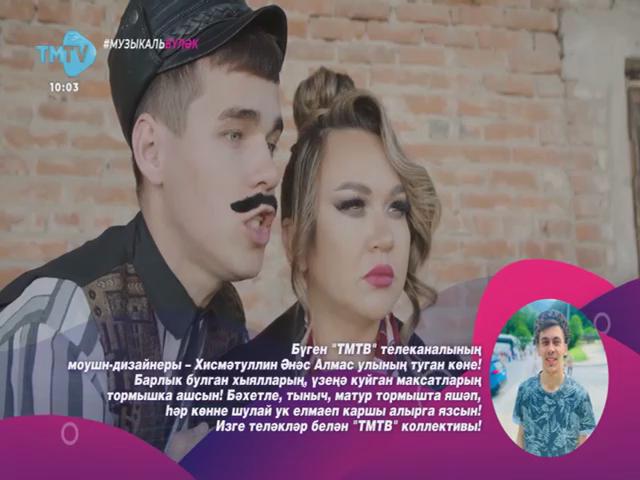 TMTV
#МУЗЫКАЛЬБҮЛӘК
10:03
Бүген "ТМТВ" телеканалының
моушн-дизайнеры – Хисмәтуллин Әнәс Алмас улының туган көне!
Барлык булган хыялларың, үзеңә куйган максатларың
тормышка ашсын! Бәхетле, тыныч, матур тормышта яшәп,
һәр көнне шулай ук елмаеп каршы алырга язсын!
Изге теләкләр белән "ТМТВ" коллективы!